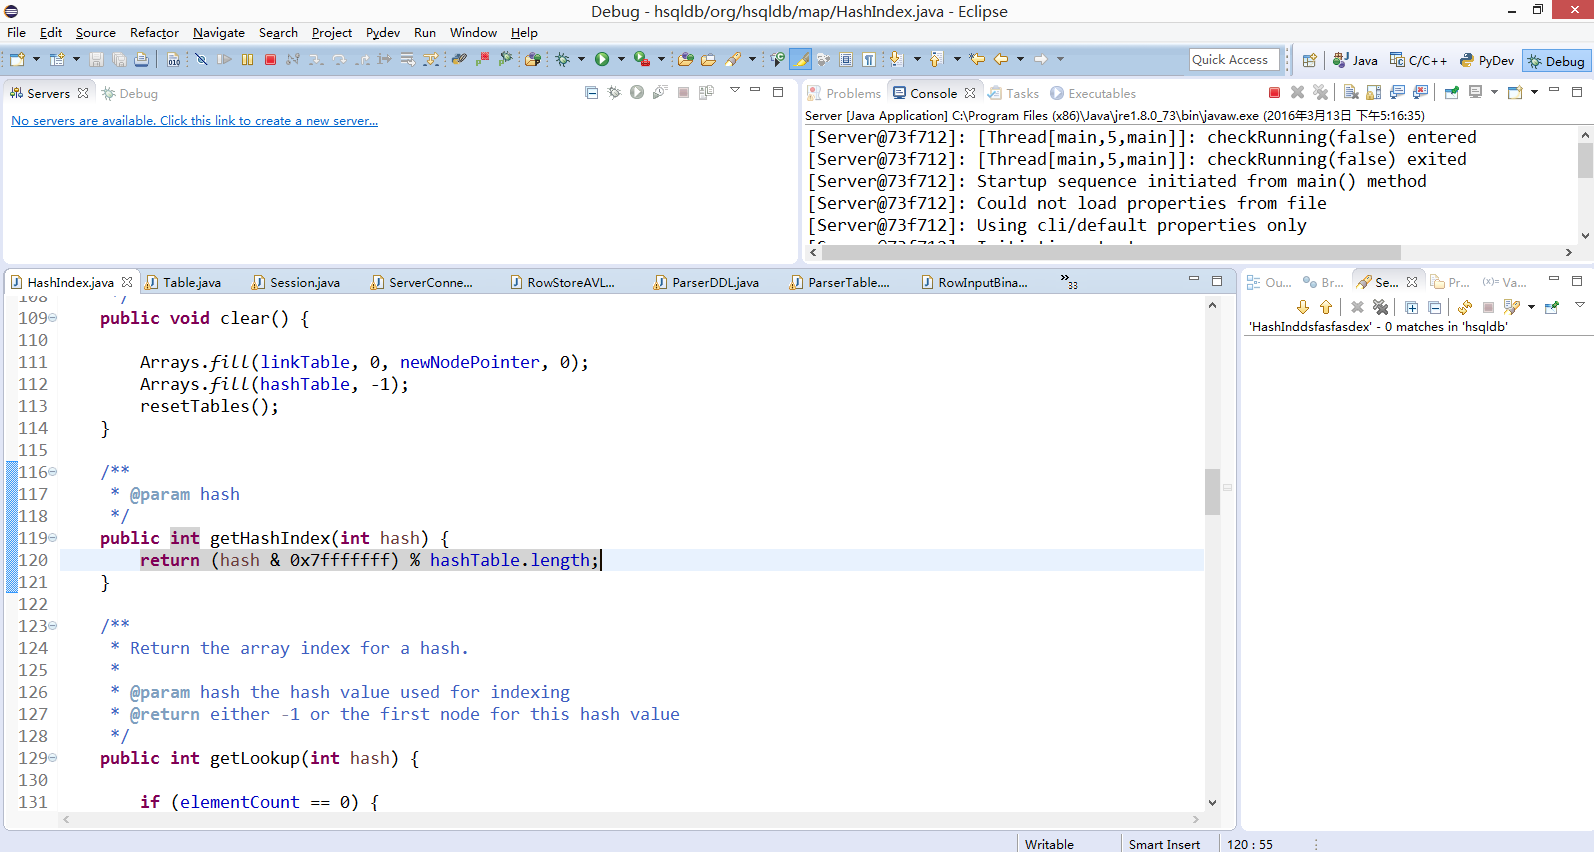 Debug - hsqldb/org/hsqldb/map/HashIndex.java - Eclipse
File Edit Source Refactor Navigate Search Project Pydev Run Window Help
Quick Access Java C/C++ PyDev Debug
Servers Debug
No servers are available. Click this link to create a new server...
Problems Console Tasks Executables
Server [Java Application] C:\Program Files (x86)\Java\jre1.8.0_73\bin\javaw.exe (2016年3月13日 下午5:16:35)
[Server@73f712]: [Thread[main,5,main]]: checkRunning(false) entered
[Server@73f712]: [Thread[main,5,main]]: checkRunning(false) exited
[Server@73f712]: Startup sequence initiated from main() method
[Server@73f712]: Could not load properties from file
[Server@73f712]: Using cli/default properties only
HashIndex.java Table.java Session.java ServerConne... RowStoreAVL... ParserDDL.java ParserTable.... RowInputBina... »33
108 */
109 public void clear() {
110
111 Arrays.fill(linkTable, 0, newNodePointer, 0);
112 Arrays.fill(hashTable, -1);
113 resetTables();
114 }
115
116 /**
117 * @param hash
118 */
119 public int getHashIndex(int hash) {
120 return (hash & 0x7fffffff) % hashTable.length;
121 }
122
123 /**
124 * Return the array index for a hash.
125 *
126 * @param hash the hash value used for indexing
127 * @return either -1 or the first node for this hash value
128 */
129 public int getLookup(int hash) {
130
131 if (elementCount == 0) {
Ou... Br... Se... Pr... (x)= Va...
'HashInddsfasfasdex' - 0 matches in 'hsqldb'
Writable Smart Insert 120 : 55